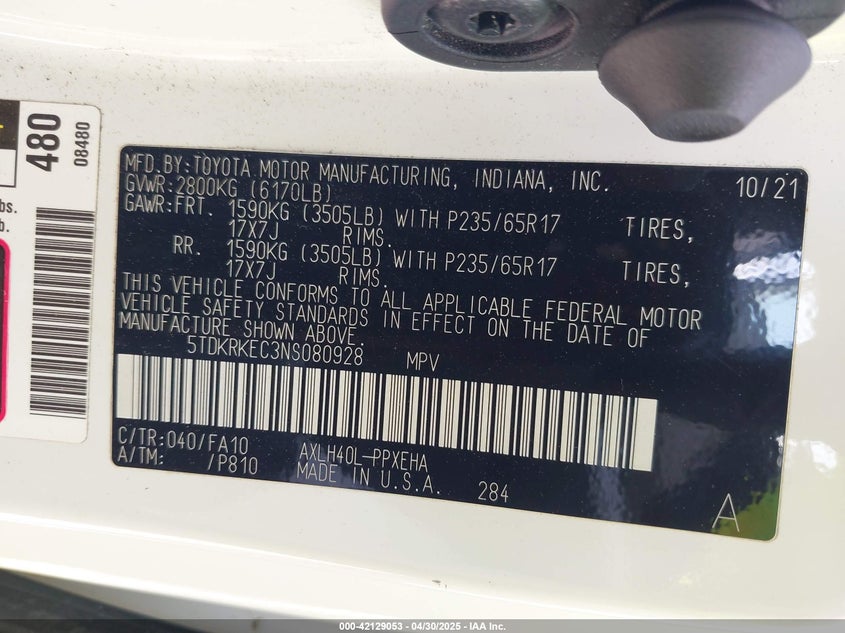 480
08480
bs.
b.
MFD.BY:TOYOTA MOTOR MANUFACTURING, INDIANA, INC. 10/21
GVWR:2800KG (6170LB)
GAWR:FRT. 1590KG (3505LB) WITH P235/65R17 TIRES,
17X7J RIMS.
RR. 1590KG (3505LB) WITH P235/65R17 TIRES,
17X7J RIMS.
THIS VEHICLE CONFORMS TO ALL APPLICABLE FEDERAL MOTOR
VEHICLE SAFETY STANDARDS IN EFFECT ON THE DATE OF
MANUFACTURE SHOWN ABOVE.
5TDKRKEC3NS080928 MPV
C/TR:040/FA10 AXLH40L-PPXEHA
A/TM: /P810 MADE IN U.S.A. 284
A
000-42129053 - 04/30/2025 - IAA Inc.